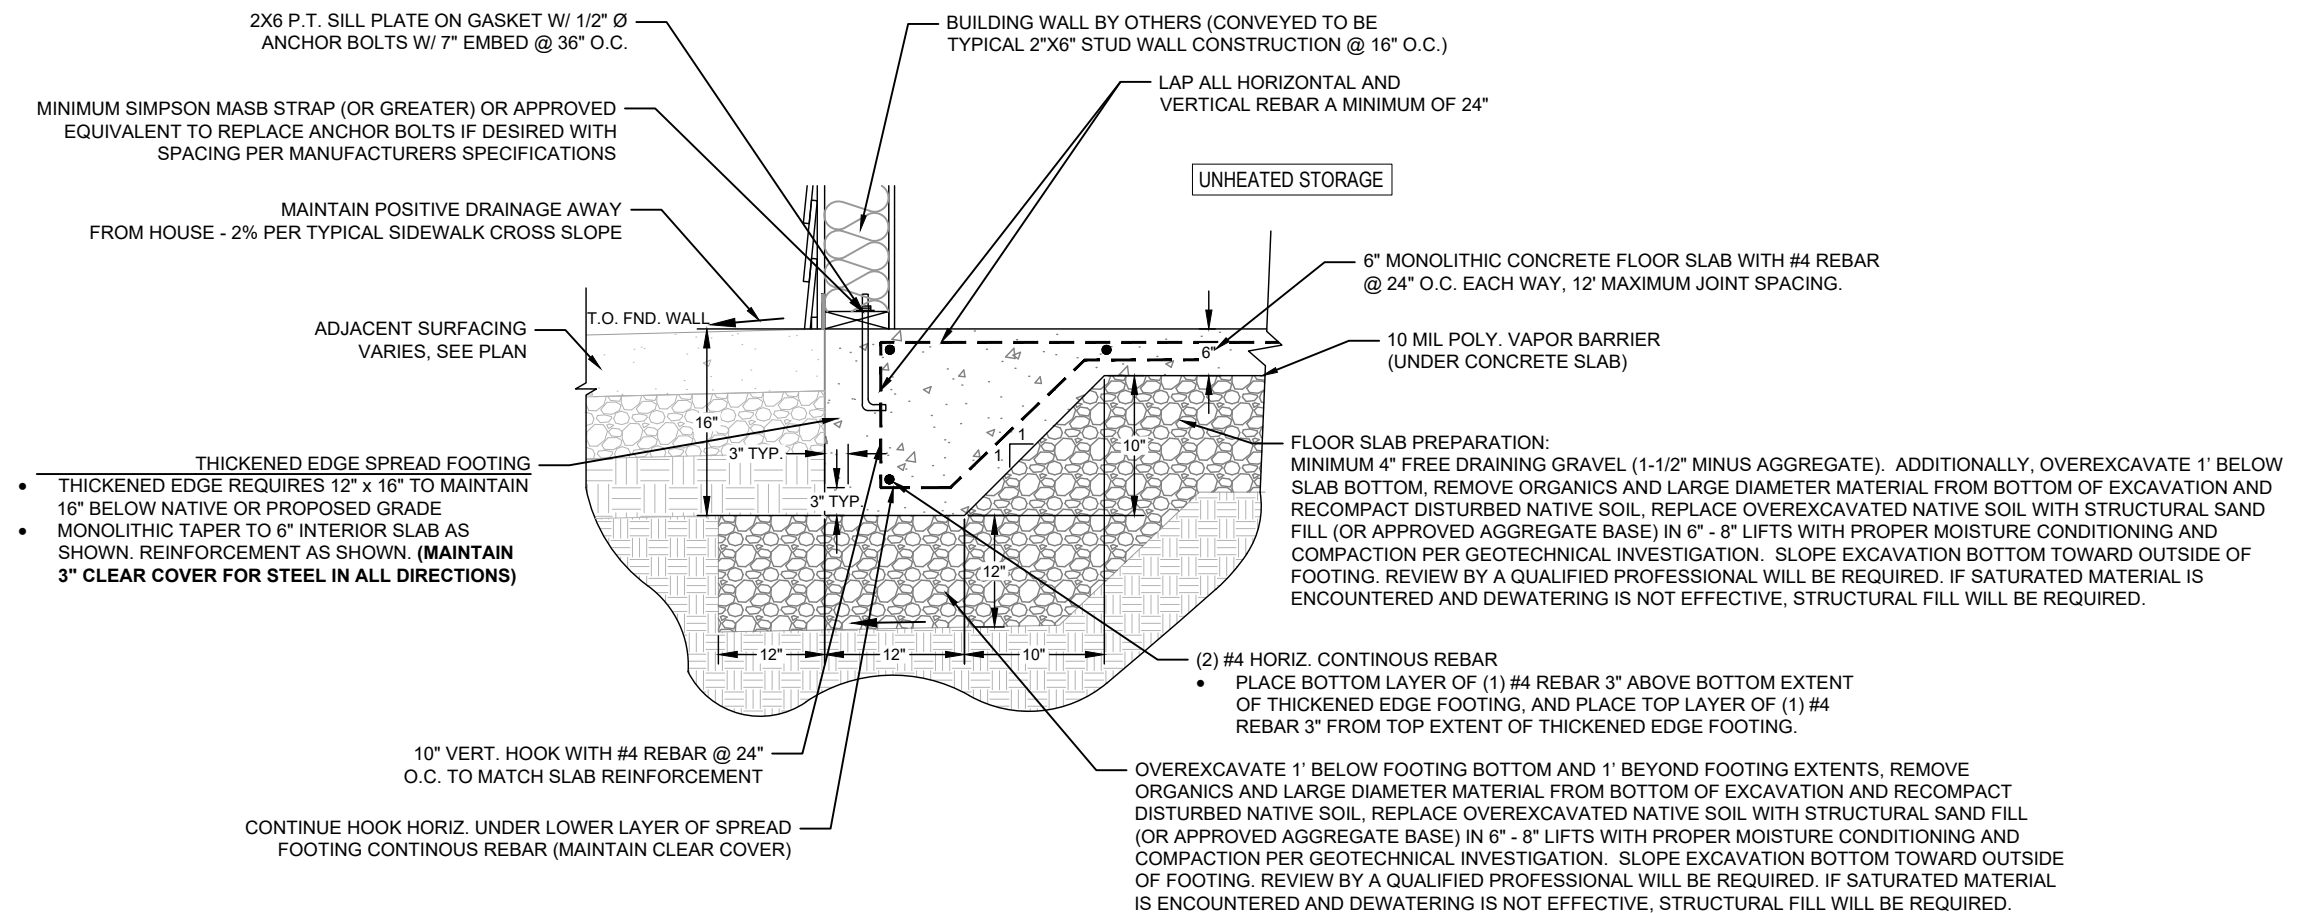 2X6 P.T. SILL PLATE ON GASKET W/ 1/2" Ø
ANCHOR BOLTS W/ 7" EMBED @ 36" O.C.
BUILDING WALL BY OTHERS (CONVEYED TO BE
TYPICAL 2"X6" STUD WALL CONSTRUCTION @ 16" O.C.)
LAP ALL HORIZONTAL AND
VERTICAL REBAR A MINIMUM OF 24"
MINIMUM SIMPSON MASB STRAP (OR GREATER) OR APPROVED
EQUIVALENT TO REPLACE ANCHOR BOLTS IF DESIRED WITH
SPACING PER MANUFACTURERS SPECIFICATIONS
UNHEATED STORAGE
MAINTAIN POSITIVE DRAINAGE AWAY
FROM HOUSE - 2% PER TYPICAL SIDEWALK CROSS SLOPE
6" MONOLITHIC CONCRETE FLOOR SLAB WITH #4 REBAR
@ 24" O.C. EACH WAY, 12' MAXIMUM JOINT SPACING.
T.O. FND. WALL
ADJACENT SURFACING
VARIES, SEE PLAN
10 MIL POLY. VAPOR BARRIER
(UNDER CONCRETE SLAB)
6"
16"
10"
1
1
3" TYP.
3" TYP.
12"
12"
12"
10"
THICKENED EDGE SPREAD FOOTING
• THICKENED EDGE REQUIRES 12" x 16" TO MAINTAIN
16" BELOW NATIVE OR PROPOSED GRADE
• MONOLITHIC TAPER TO 6" INTERIOR SLAB AS
SHOWN. REINFORCEMENT AS SHOWN. (MAINTAIN
3" CLEAR COVER FOR STEEL IN ALL DIRECTIONS)
FLOOR SLAB PREPARATION:
MINIMUM 4" FREE DRAINING GRAVEL (1-1/2" MINUS AGGREGATE). ADDITIONALLY, OVEREXCAVATE 1' BELOW
SLAB BOTTOM, REMOVE ORGANICS AND LARGE DIAMETER MATERIAL FROM BOTTOM OF EXCAVATION AND
RECOMPACT DISTURBED NATIVE SOIL, REPLACE OVEREXCAVATED NATIVE SOIL WITH STRUCTURAL SAND
FILL (OR APPROVED AGGREGATE BASE) IN 6" - 8" LIFTS WITH PROPER MOISTURE CONDITIONING AND
COMPACTION PER GEOTECHNICAL INVESTIGATION. SLOPE EXCAVATION BOTTOM TOWARD OUTSIDE OF
FOOTING. REVIEW BY A QUALIFIED PROFESSIONAL WILL BE REQUIRED. IF SATURATED MATERIAL IS
ENCOUNTERED AND DEWATERING IS NOT EFFECTIVE, STRUCTURAL FILL WILL BE REQUIRED.
(2) #4 HORIZ. CONTINOUS REBAR
• PLACE BOTTOM LAYER OF (1) #4 REBAR 3" ABOVE BOTTOM EXTENT
OF THICKENED EDGE FOOTING, AND PLACE TOP LAYER OF (1) #4
REBAR 3" FROM TOP EXTENT OF THICKENED EDGE FOOTING.
10" VERT. HOOK WITH #4 REBAR @ 24"
O.C. TO MATCH SLAB REINFORCEMENT
CONTINUE HOOK HORIZ. UNDER LOWER LAYER OF SPREAD
FOOTING CONTINOUS REBAR (MAINTAIN CLEAR COVER)
OVEREXCAVATE 1' BELOW FOOTING BOTTOM AND 1' BEYOND FOOTING EXTENTS, REMOVE
ORGANICS AND LARGE DIAMETER MATERIAL FROM BOTTOM OF EXCAVATION AND RECOMPACT
DISTURBED NATIVE SOIL, REPLACE OVEREXCAVATED NATIVE SOIL WITH STRUCTURAL SAND FILL
(OR APPROVED AGGREGATE BASE) IN 6" - 8" LIFTS WITH PROPER MOISTURE CONDITIONING AND
COMPACTION PER GEOTECHNICAL INVESTIGATION. SLOPE EXCAVATION BOTTOM TOWARD OUTSIDE
OF FOOTING. REVIEW BY A QUALIFIED PROFESSIONAL WILL BE REQUIRED. IF SATURATED MATERIAL
IS ENCOUNTERED AND DEWATERING IS NOT EFFECTIVE, STRUCTURAL FILL WILL BE REQUIRED.